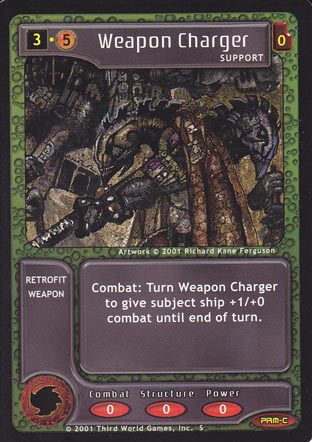 3 • 5
Weapon Charger
0
SUPPORT
Artwork © 2001 Richard Kane Ferguson
RETROFIT
WEAPON
Combat: Turn Weapon Charger
to give subject ship +1/+0
combat until end of turn.
Combat Structure Power
0 0 0
© 2001 Third World Games, Inc. S
PRM-C